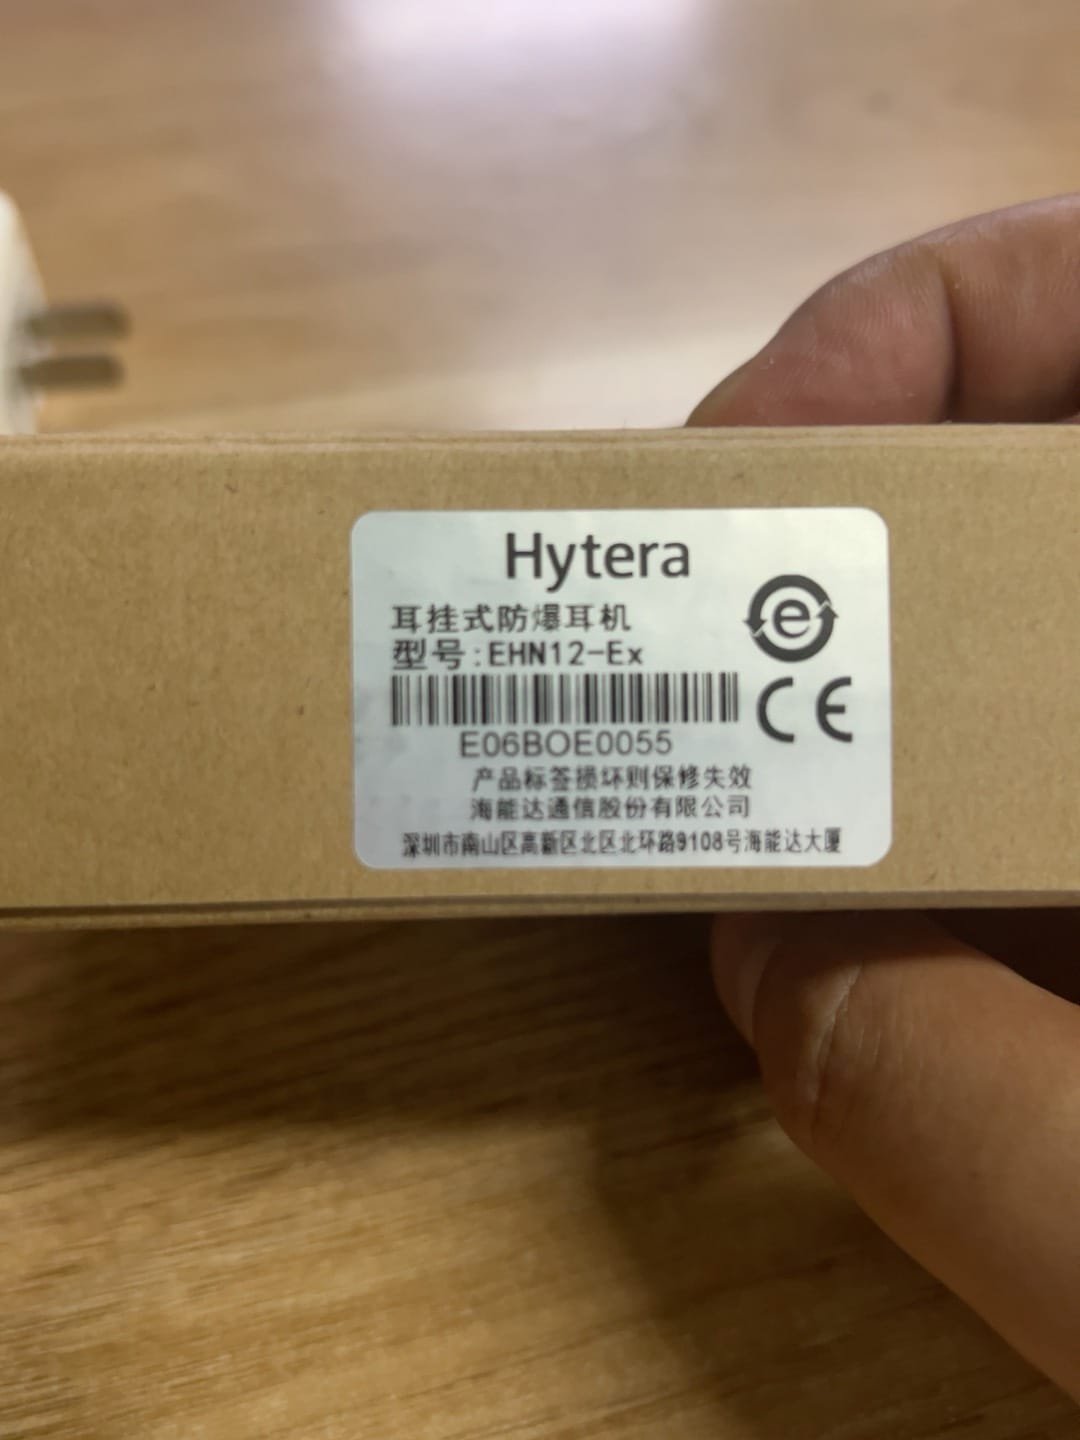 Hytera
耳挂式防爆耳机
型号:EHN12-Ex
e
CE
E06BOE0055
产品标签损坏则保修失效
海能达通信股份有限公司
深圳市南山区高新区北区北环路9108号海能达大厦